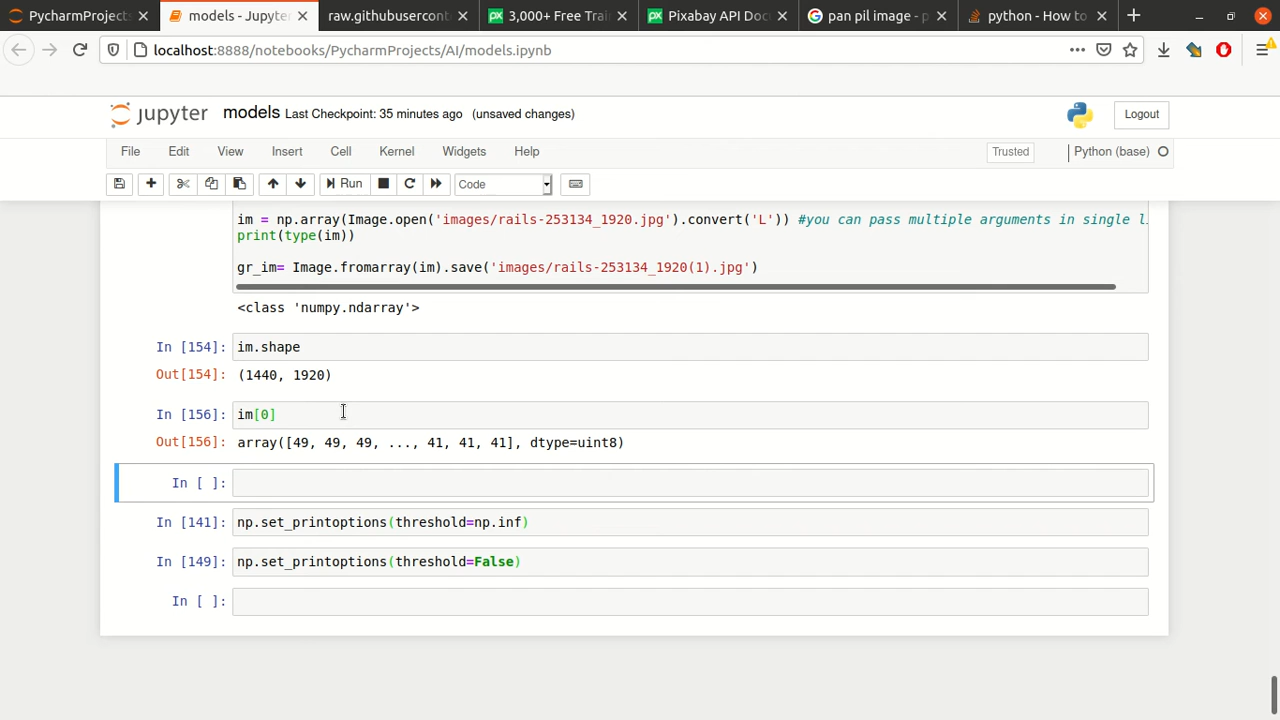 PycharmProjects
models - Jupyter
raw.githubusercont
3,000+ Free Trai
Pixabay API Doc
pan pil image - p
python - How to
localhost:8888/notebooks/PycharmProjects/AI/models.ipynb
jupyter models Last Checkpoint: 35 minutes ago (unsaved changes)
Logout
File Edit View Insert Cell Kernel Widgets Help
Trusted
Python (base)
Run
Code
im = np.array(Image.open('images/rails-253134_1920.jpg').convert('L')) #you can pass multiple arguments in single l
print(type(im))
gr_im= Image.fromarray(im).save('images/rails-253134_1920(1).jpg')
<class 'numpy.ndarray'>
In [154]: im.shape
Out[154]: (1440, 1920)
In [156]: im[0]
Out[156]: array([49, 49, 49, ..., 41, 41, 41], dtype=uint8)
In [ ]:
In [141]: np.set_printoptions(threshold=np.inf)
In [149]: np.set_printoptions(threshold=False)
In [ ]: